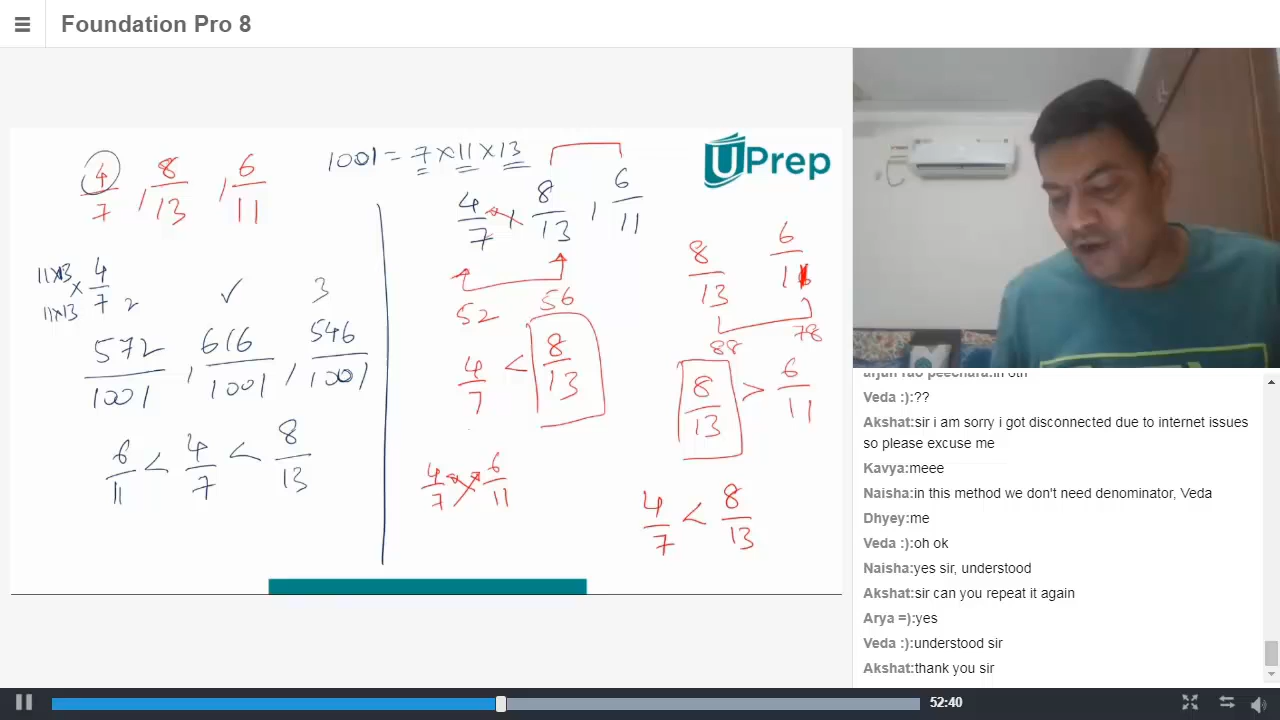 Foundation Pro 8
4/7 , 8/13 , 6/11
1001 = 7 × 11 × 13
UPrep
4/7 , 8/13 , 6/11
11×13 / 11×13 × 4/7
2 ✓ 3
572/1001 , 616/1001 , 546/1001
6/11 < 4/7 < 8/13
52 56
4/7 < 8/13
4/7 6/11
8/13 6/11
88 78
8/13 > 6/11
4/7 < 8/13
arjun rao peechara:in 6th
Veda :):??
Akshat:sir i am sorry i got disconnected due to internet issues
so please excuse me
Kavya:meee
Naisha:in this method we don't need denominator, Veda
Dhyey:me
Veda :):oh ok
Naisha:yes sir, understood
Akshat:sir can you repeat it again
Arya =):yes
Veda :):understood sir
Akshat:thank you sir
52:40